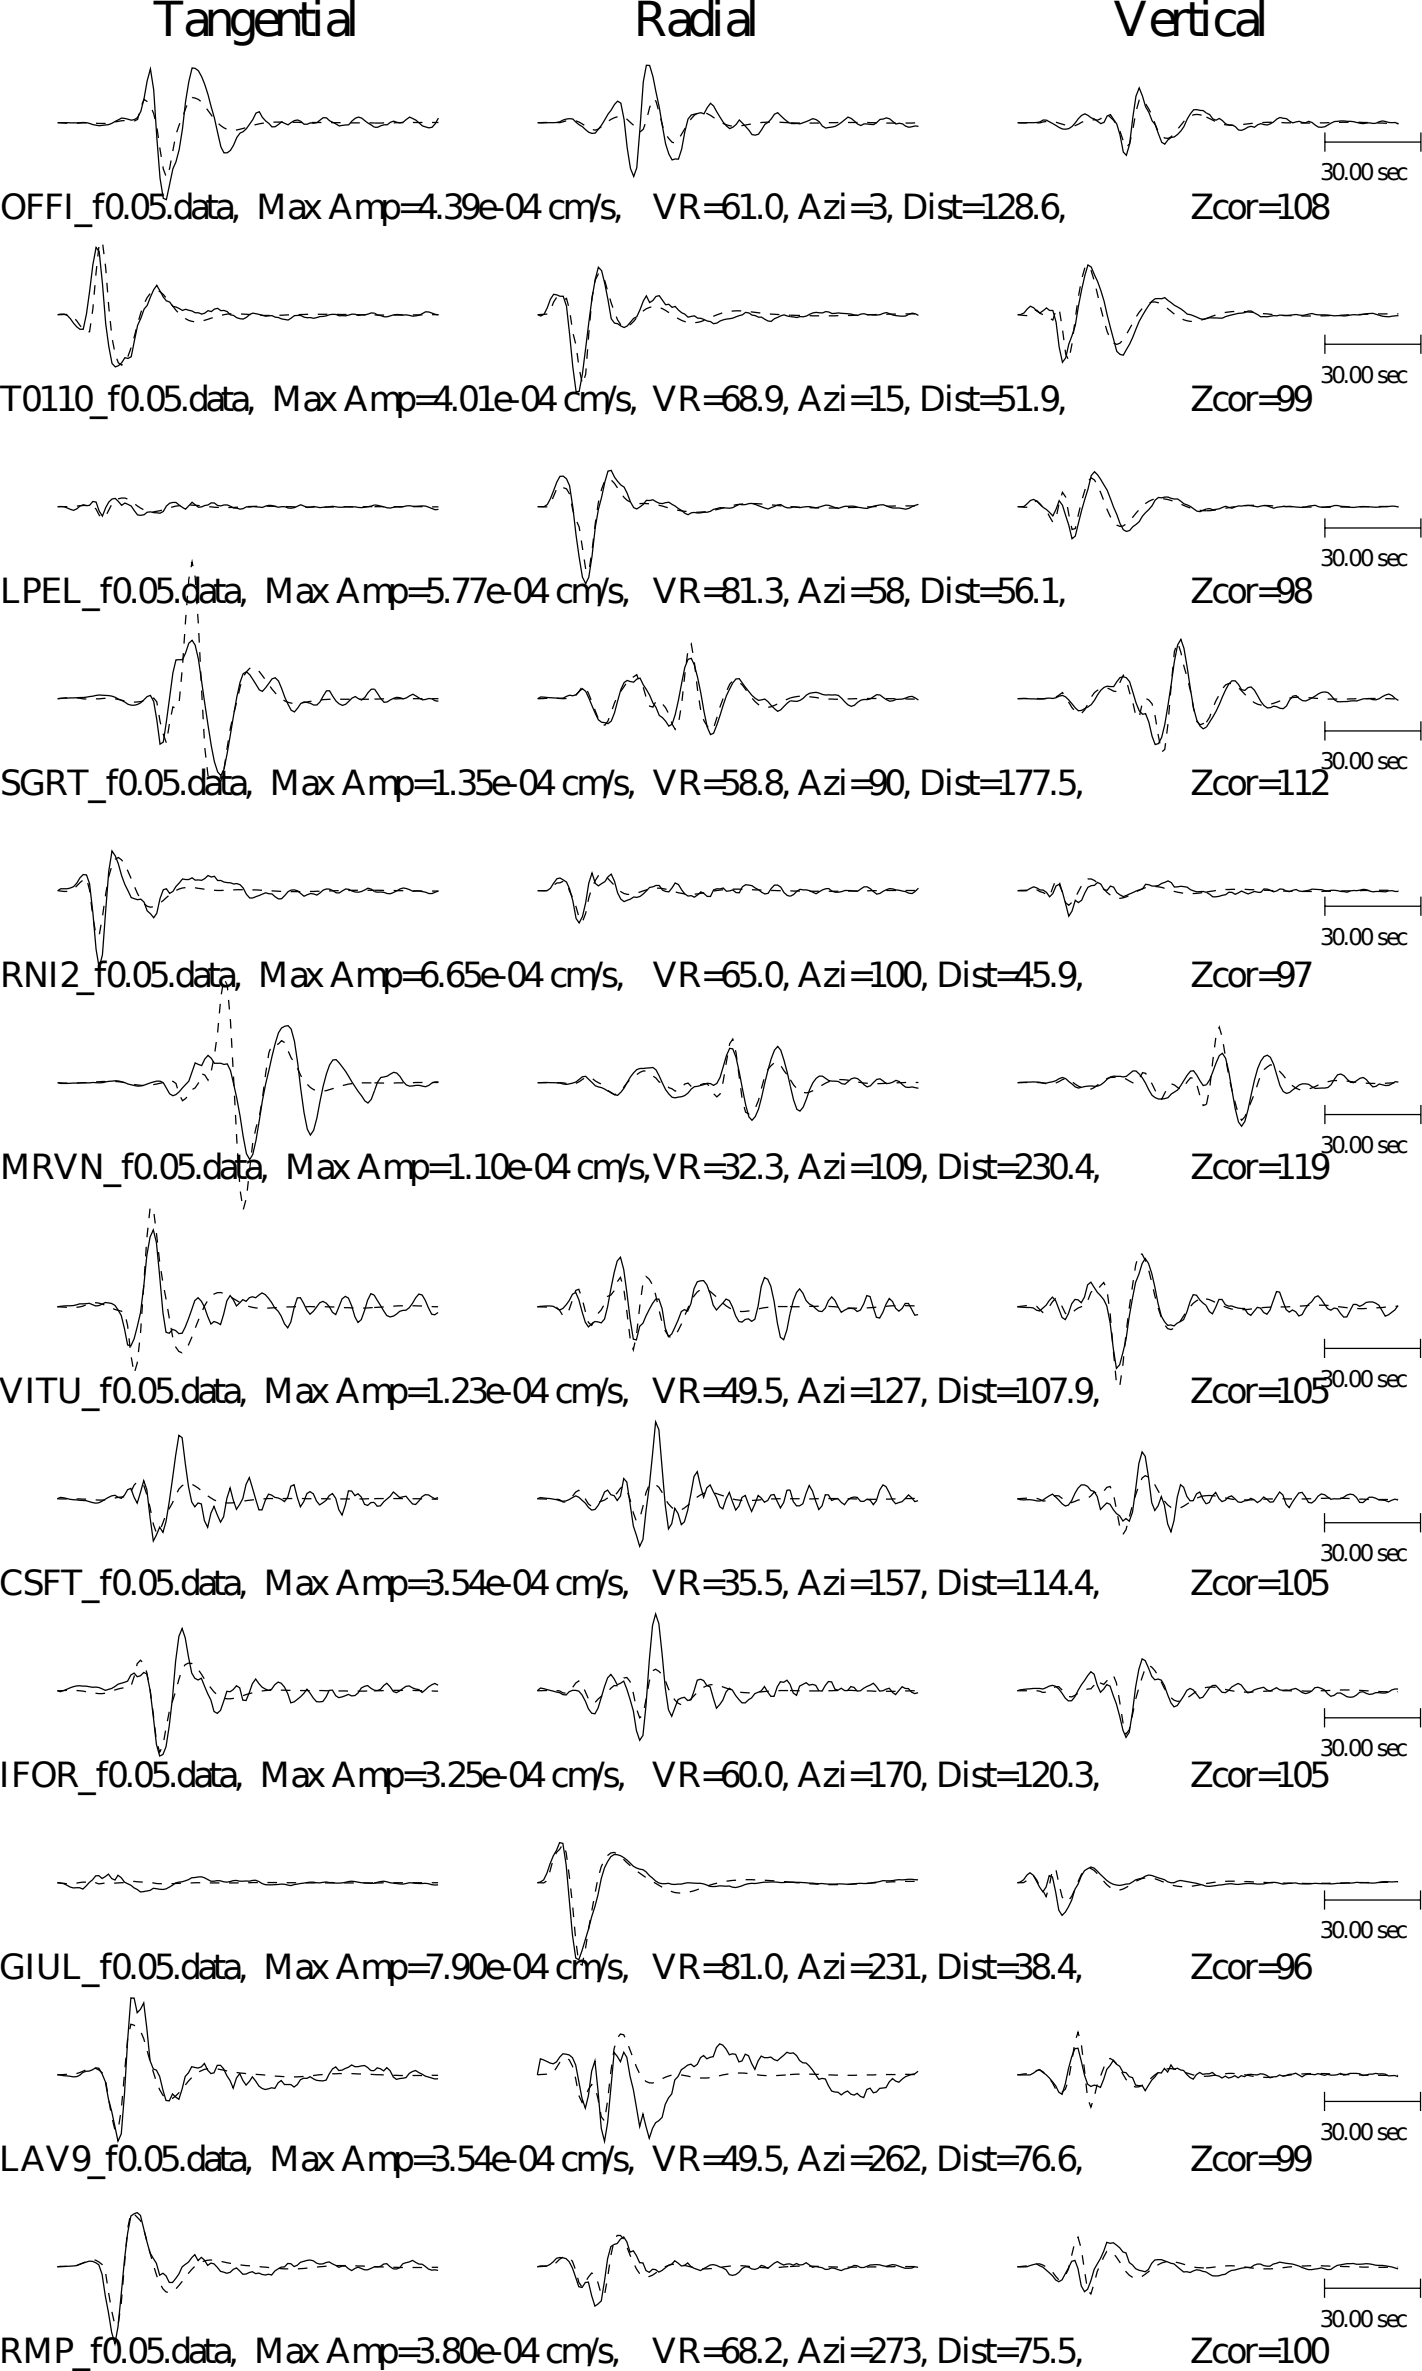 Tangential Radial Vertical
30.00 sec
OFFI_f0.05.data, Max Amp=4.39e-04 cm/s, VR=61.0, Azi=3, Dist=128.6, Zcor=108
30.00 sec
T0110_f0.05.data, Max Amp=4.01e-04 cm/s, VR=68.9, Azi=15, Dist=51.9, Zcor=99
30.00 sec
LPEL_f0.05.data, Max Amp=5.77e-04 cm/s, VR=81.3, Azi=58, Dist=56.1, Zcor=98
30.00 sec
SGRT_f0.05.data, Max Amp=1.35e-04 cm/s, VR=58.8, Azi=90, Dist=177.5, Zcor=112
30.00 sec
RNI2_f0.05.data, Max Amp=6.65e-04 cm/s, VR=65.0, Azi=100, Dist=45.9, Zcor=97
30.00 sec
MRVN_f0.05.data, Max Amp=1.10e-04 cm/s, VR=32.3, Azi=109, Dist=230.4, Zcor=119
30.00 sec
VITU_f0.05.data, Max Amp=1.23e-04 cm/s, VR=49.5, Azi=127, Dist=107.9, Zcor=105
30.00 sec
CSFT_f0.05.data, Max Amp=3.54e-04 cm/s, VR=35.5, Azi=157, Dist=114.4, Zcor=105
30.00 sec
IFOR_f0.05.data, Max Amp=3.25e-04 cm/s, VR=60.0, Azi=170, Dist=120.3, Zcor=105
30.00 sec
GIUL_f0.05.data, Max Amp=7.90e-04 cm/s, VR=81.0, Azi=231, Dist=38.4, Zcor=96
30.00 sec
LAV9_f0.05.data, Max Amp=3.54e-04 cm/s, VR=49.5, Azi=262, Dist=76.6, Zcor=99
30.00 sec
RMP_f0.05.data, Max Amp=3.80e-04 cm/s, VR=68.2, Azi=273, Dist=75.5, Zcor=100